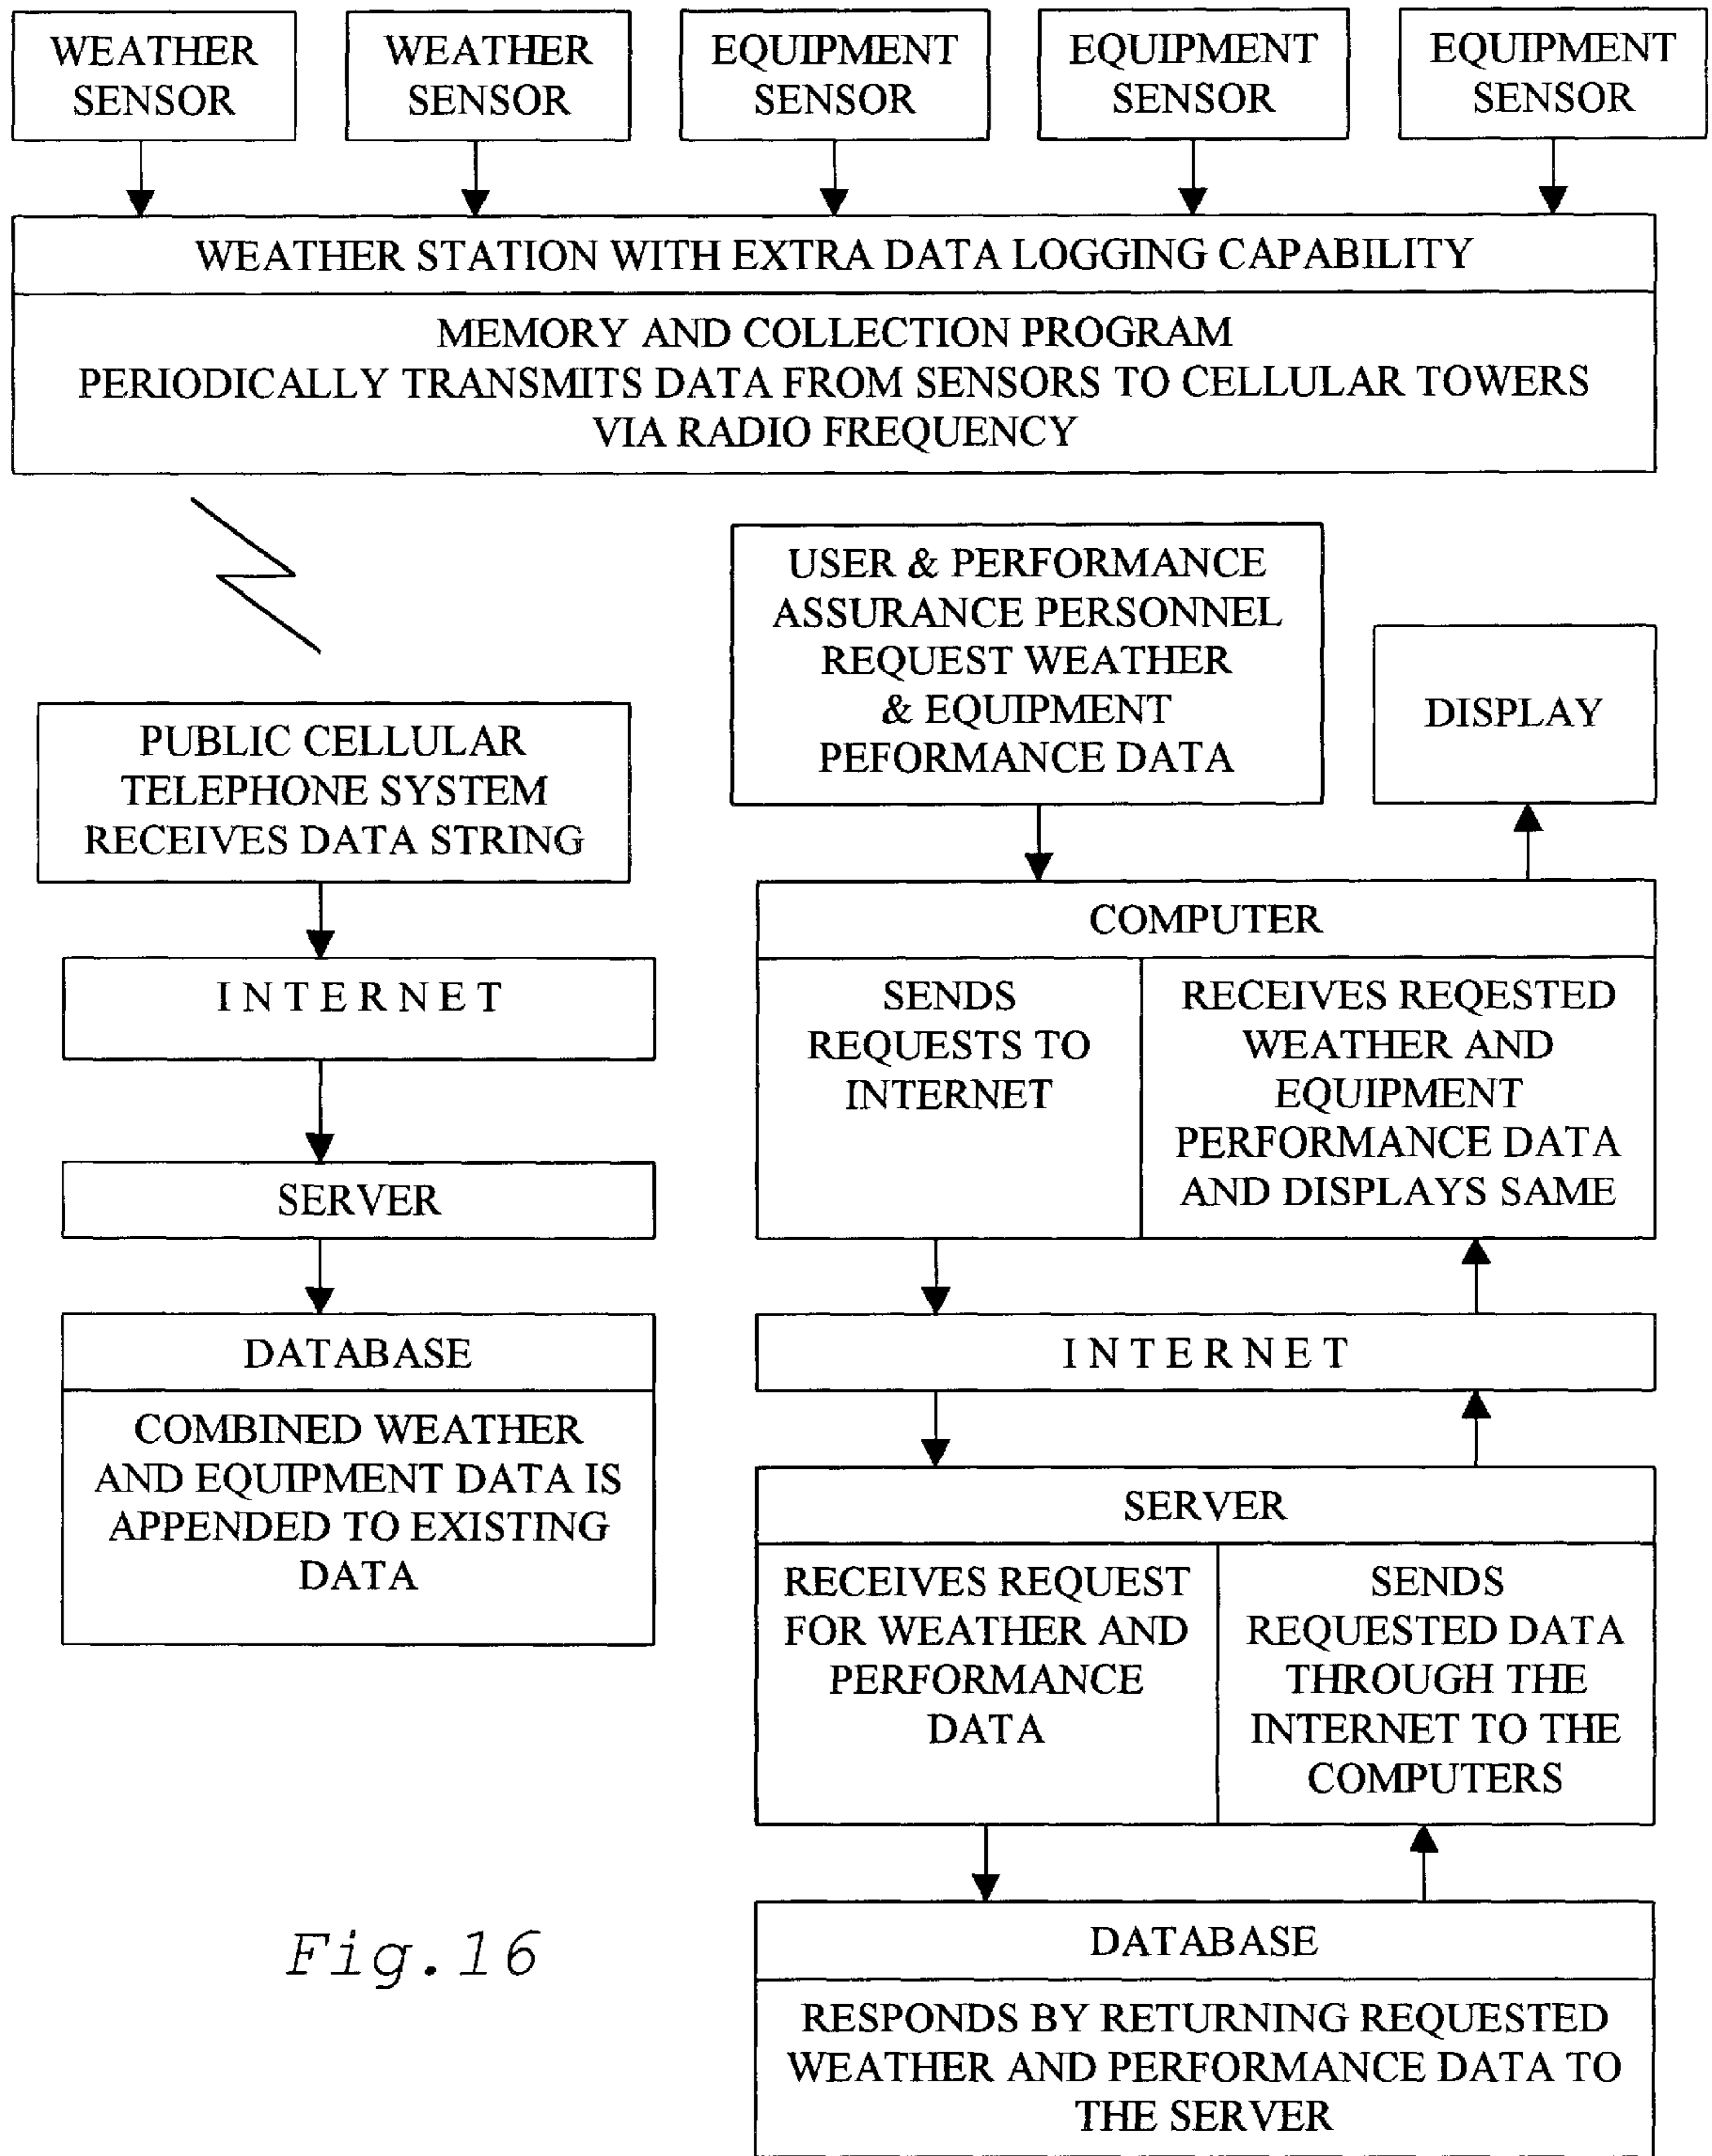 WEATHER
SENSOR
WEATHER
SENSOR
EQUIPMENT
SENSOR
EQUIPMENT
SENSOR
EQUIPMENT
SENSOR
WEATHER STATION WITH EXTRA DATA LOGGING CAPABILITY
MEMORY AND COLLECTION PROGRAM
PERIODICALLY TRANSMITS DATA FROM SENSORS TO CELLULAR TOWERS
VIA RADIO FREQUENCY
PUBLIC CELLULAR
TELEPHONE SYSTEM
RECEIVES DATA STRING
INTERNET
SERVER
DATABASE
COMBINED WEATHER
AND EQUIPMENT DATA IS
APPENDED TO EXISTING
DATA
USER & PERFORMANCE
ASSURANCE PERSONNEL
REQUEST WEATHER
& EQUIPMENT
PEFORMANCE DATA
DISPLAY
COMPUTER
SENDS
REQUESTS TO
INTERNET
RECEIVES REQESTED
WEATHER AND
EQUIPMENT
PERFORMANCE DATA
AND DISPLAYS SAME
INTERNET
SERVER
RECEIVES REQUEST
FOR WEATHER AND
PERFORMANCE
DATA
SENDS
REQUESTED DATA
THROUGH THE
INTERNET TO THE
COMPUTERS
DATABASE
RESPONDS BY RETURNING REQUESTED
WEATHER AND PERFORMANCE DATA TO
THE SERVER
Fig.16